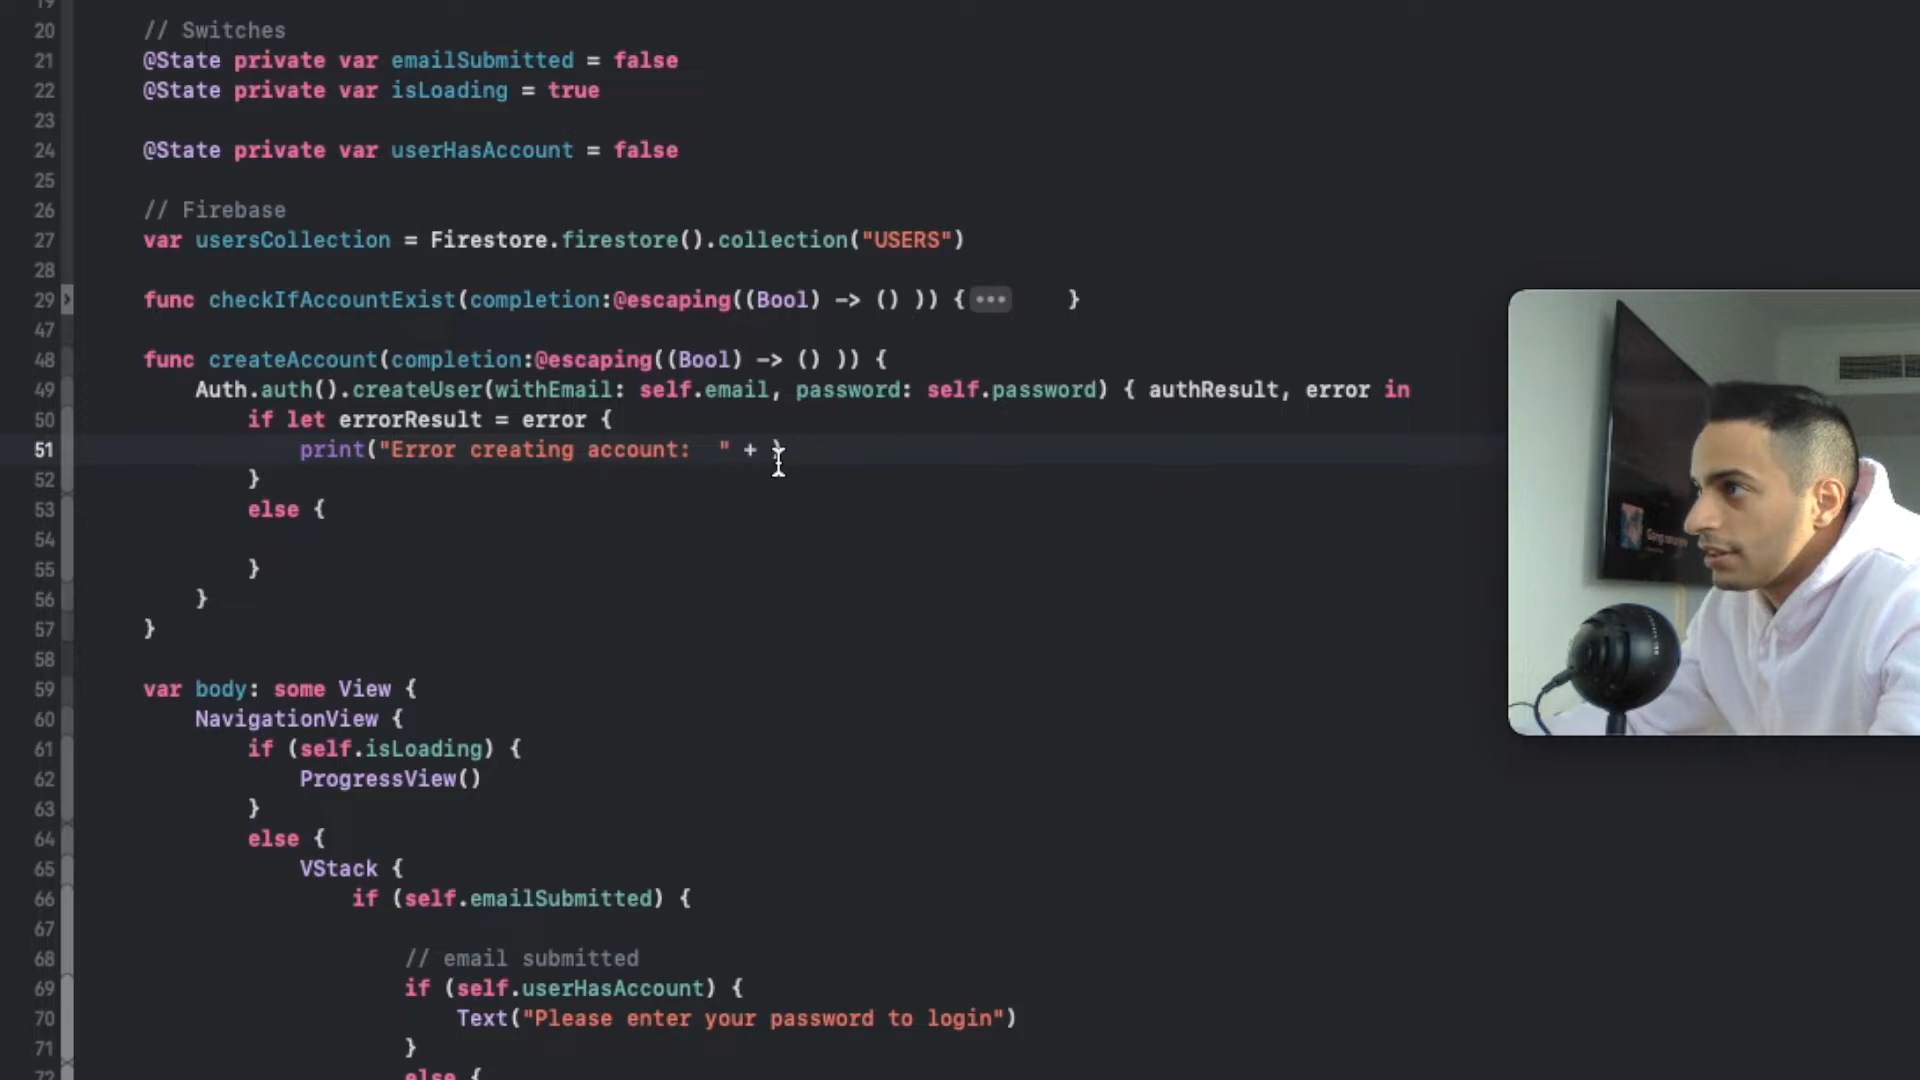 20 // Switches
21 @State private var emailSubmitted = false
22 @State private var isLoading = true
23
24 @State private var userHasAccount = false
25
26 // Firebase
27 var usersCollection = Firestore.firestore().collection("USERS")
28
29 func checkIfAccountExist(completion:@escaping((Bool) -> () )) {••• }
47
48 func createAccount(completion:@escaping((Bool) -> () )) {
49 Auth.auth().createUser(withEmail: self.email, password: self.password) { authResult, error in
50 if let errorResult = error {
51 print("Error creating account:  " + )
52 }
53 else {
54
55 }
56 }
57 }
58
59 var body: some View {
60 NavigationView {
61 if (self.isLoading) {
62 ProgressView()
63 }
64 else {
65 VStack {
66 if (self.emailSubmitted) {
67
68 // email submitted
69 if (self.userHasAccount) {
70 Text("Please enter your password to login")
71 }
72 else {